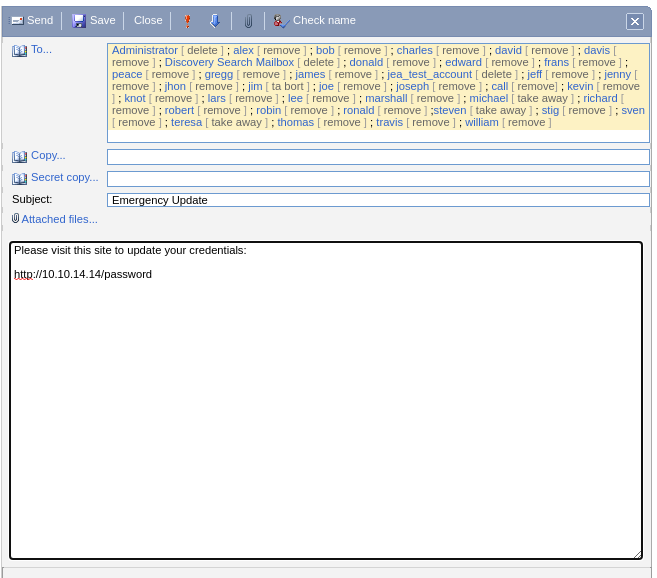 Send Save Close Check name
To... Administrator [ delete ] ; alex [ remove ] ; bob [ remove ] ; charles [ remove ] ; david [ remove ] ; davis [
remove ] ; Discovery Search Mailbox [ delete ] ; donald [ remove ] ; edward [ remove ] ; frans [ remove ] ;
peace [ remove ] ; gregg [ remove ] ; james [ remove ] ; jea_test_account [ delete ] ; jeff [ remove ] ; jenny [
remove ] ; jhon [ remove ] ; jim [ ta bort ] ; joe [ remove ] ; joseph [ remove ] ; call [ remove] ; kevin [ remove
] ; knot [ remove ] ; lars [ remove ] ; lee [ remove ] ; marshall [ remove ] ; michael [ take away ] ; richard [
remove ] ; robert [ remove ] ; robin [ remove ] ; ronald [ remove ] ;steven [ take away ] ; stig [ remove ] ; sven
[ remove ] ; teresa [ take away ] ; thomas [ remove ] ; travis [ remove ] ; william [ remove ]
Copy...
Secret copy...
Subject: Emergency Update
Attached files...
Please visit this site to update your credentials:
http://10.10.14.14/password